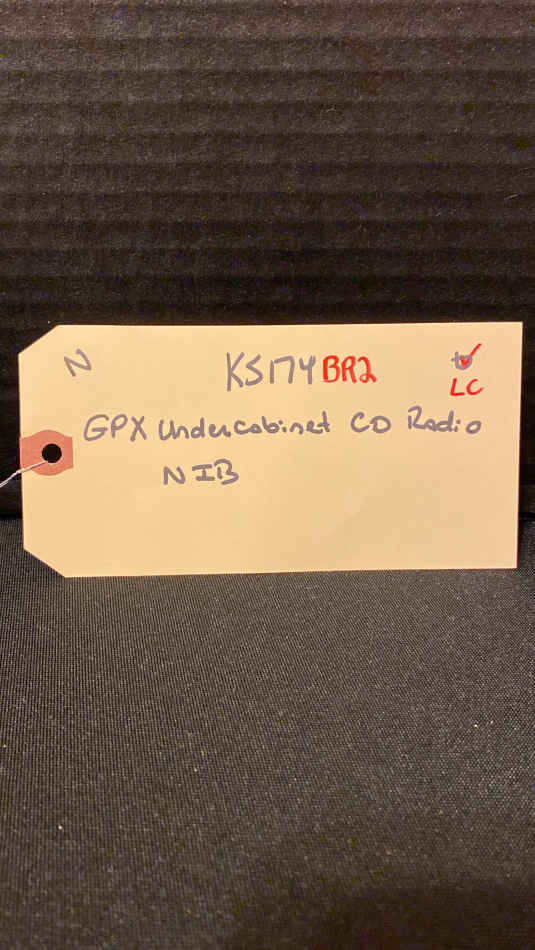 N KS174BR2
LC
GPX Undercabinet CD Radio
NIB